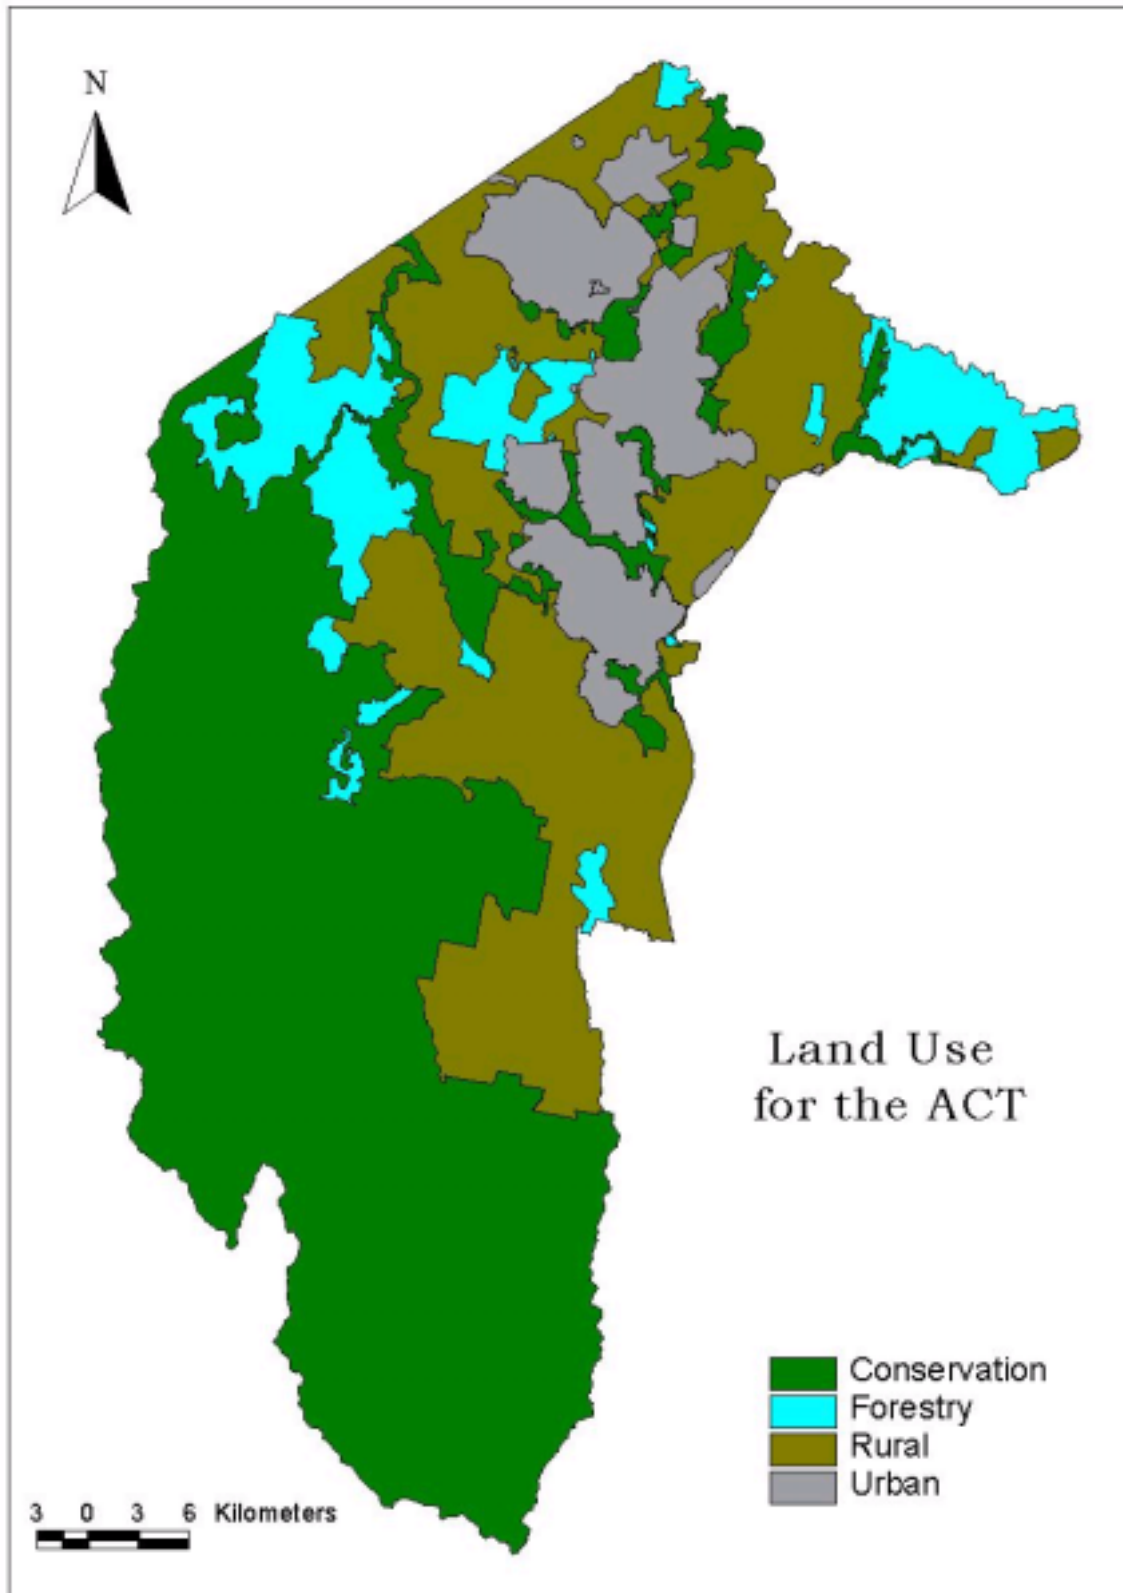 N
Land Use
for the ACT
Conservation
Forestry
Rural
Urban
3 0 3 6 Kilometers